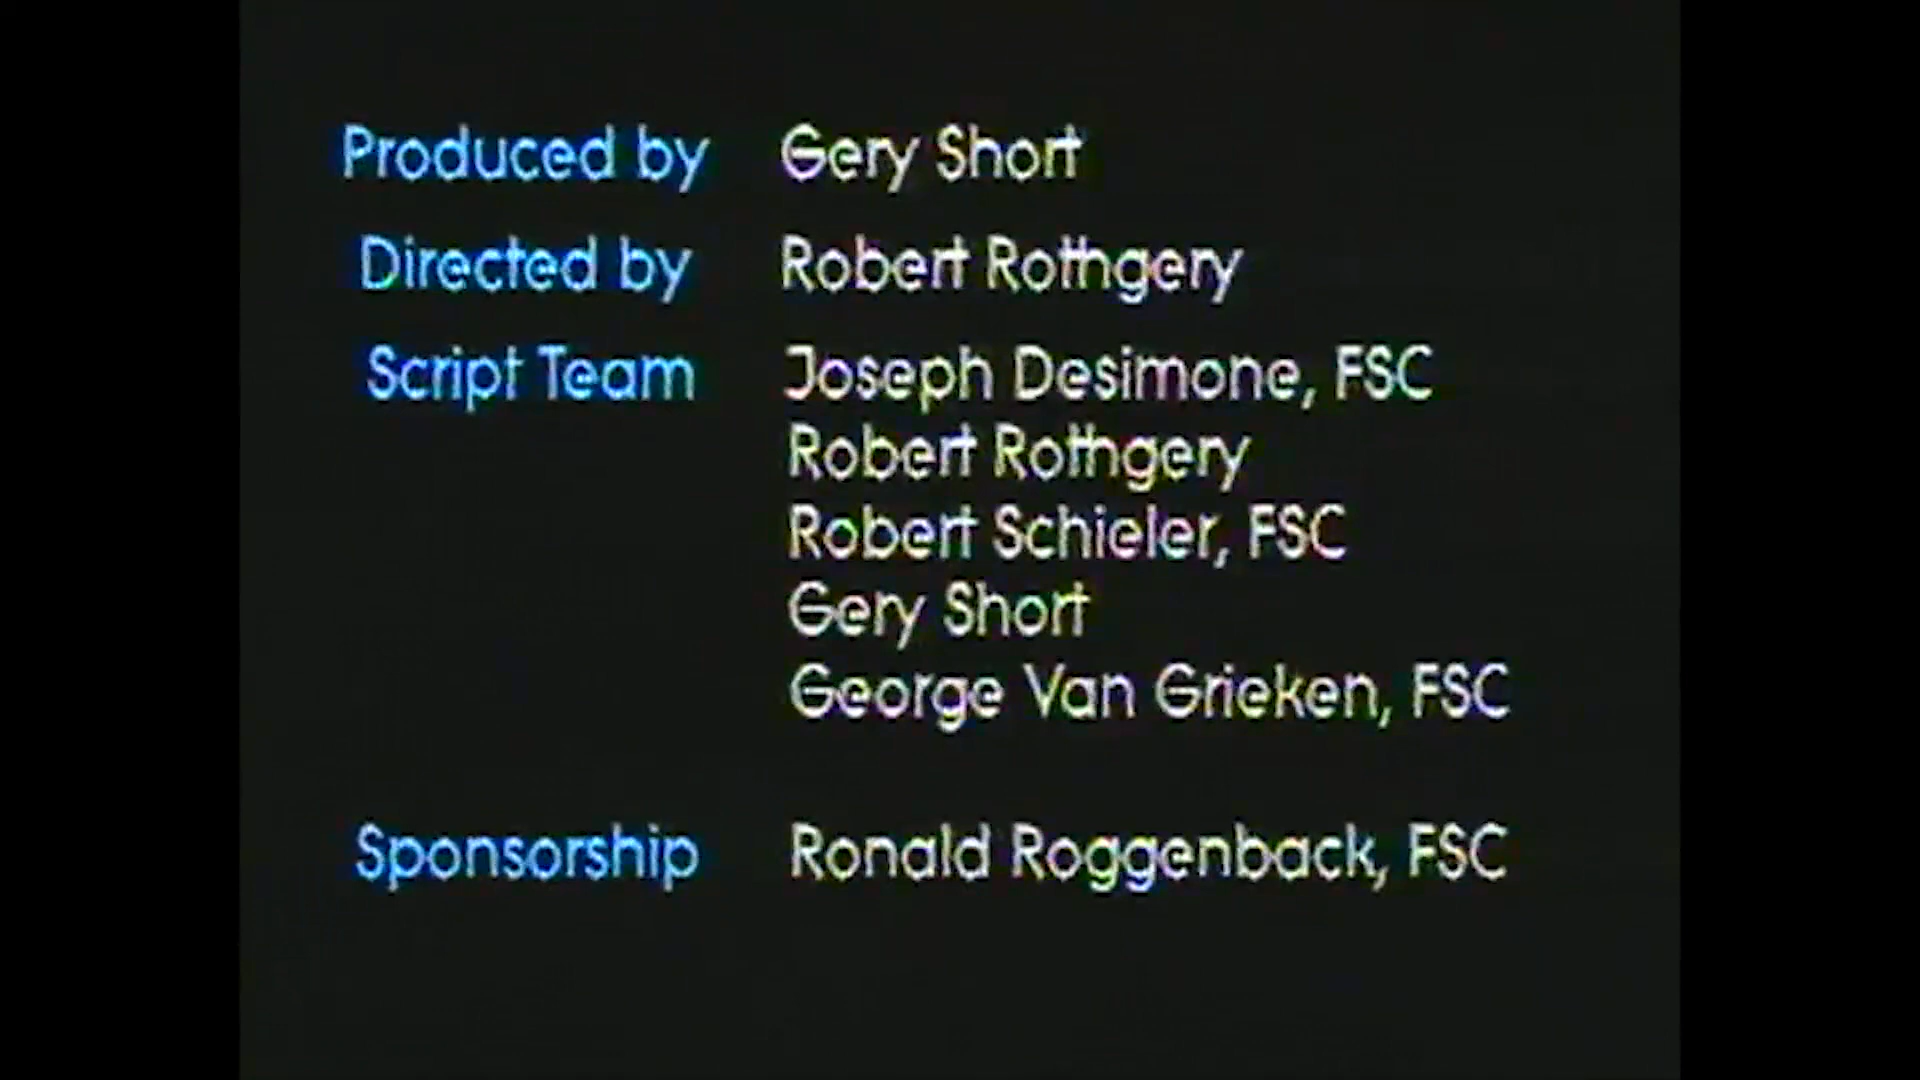 Produced by Gery Short
Directed by Robert Rothgery
Script Team Joseph Desimone, FSC
Robert Rothgery
Robert Schieler, FSC
Gery Short
George Van Grieken, FSC
Sponsorship Ronald Roggenback, FSC